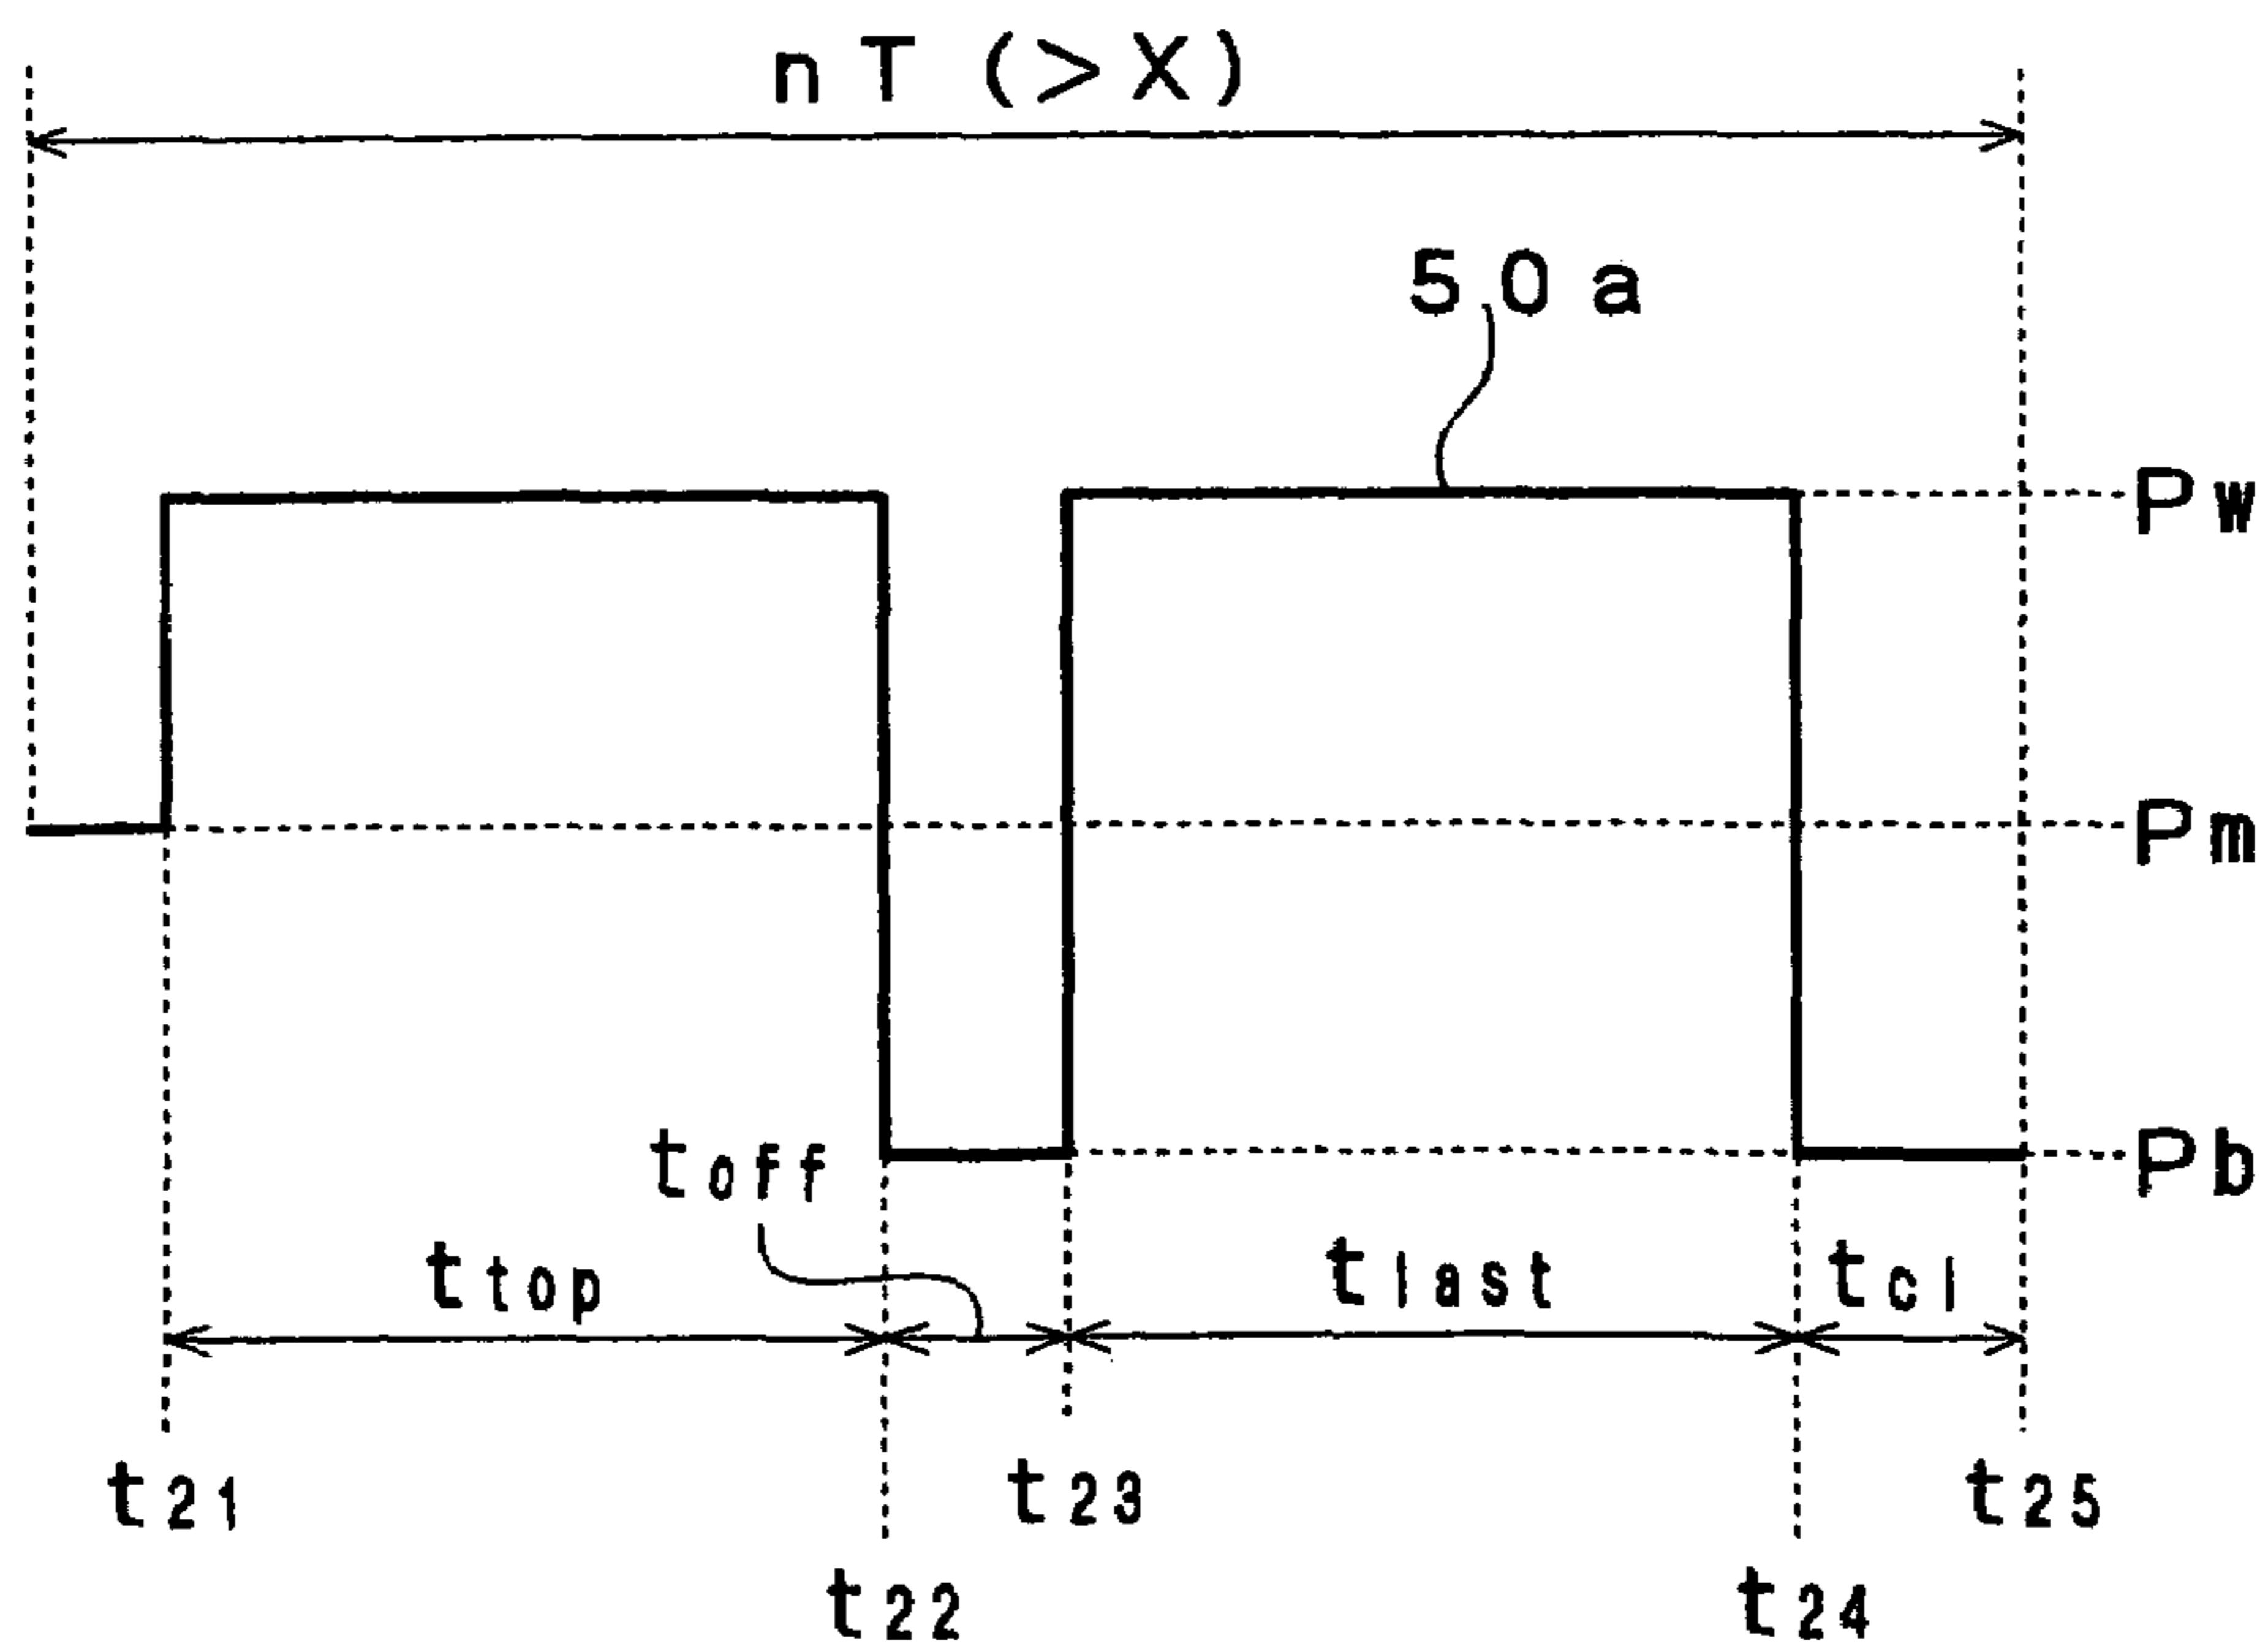 nT(>X)
50a
Pw
Pm
Pb
toff
ttop
tlast
tcl
t21
t23
t25
t22
t24